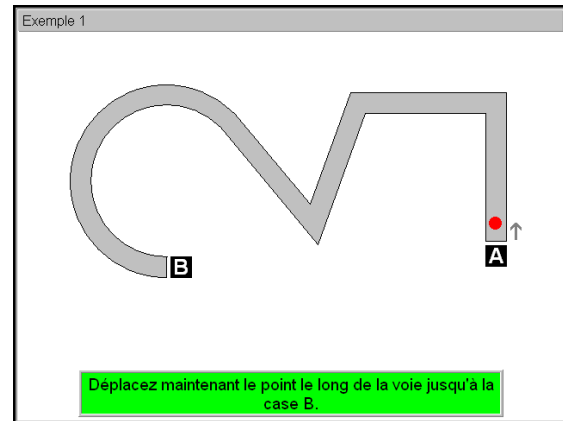 Exemple 1
B
A
Déplacez maintenant le point le long de la voie jusqu'à la
case B.